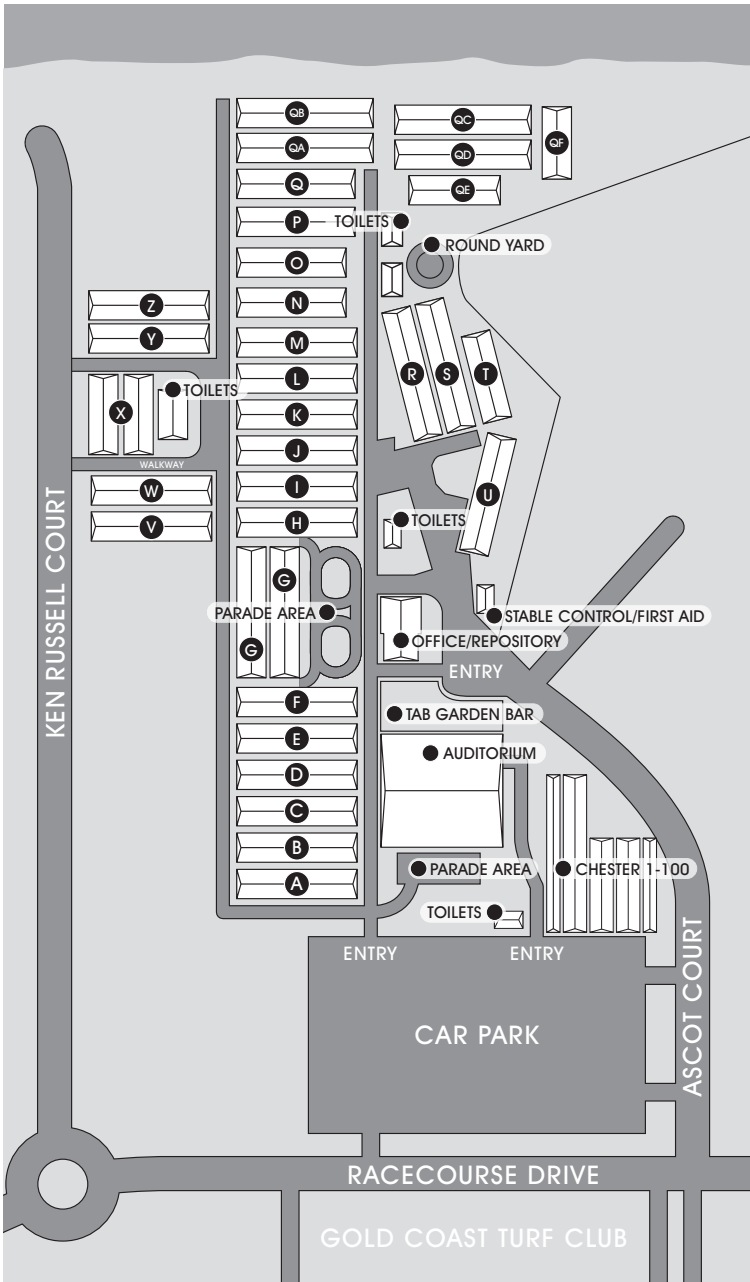 QB
QC
QF
QA
QD
Q
QE
P
TOILETS
ROUND YARD
O
Z
N
Y
M
L
R
S
T
TOILETS
X
K
J
WALKWAY
I
W
U
H
TOILETS
V
G
PARADE AREA
STABLE CONTROL/FIRST AID
OFFICE/REPOSITORY
G
ENTRY
KEN RUSSELL COURT
F
TAB GARDEN BAR
E
AUDITORIUM
D
C
B
PARADE AREA
CHESTER 1-100
A
TOILETS
ENTRY
ENTRY
ASCOT COURT
CAR PARK
RACECOURSE DRIVE
GOLD COAST TURF CLUB